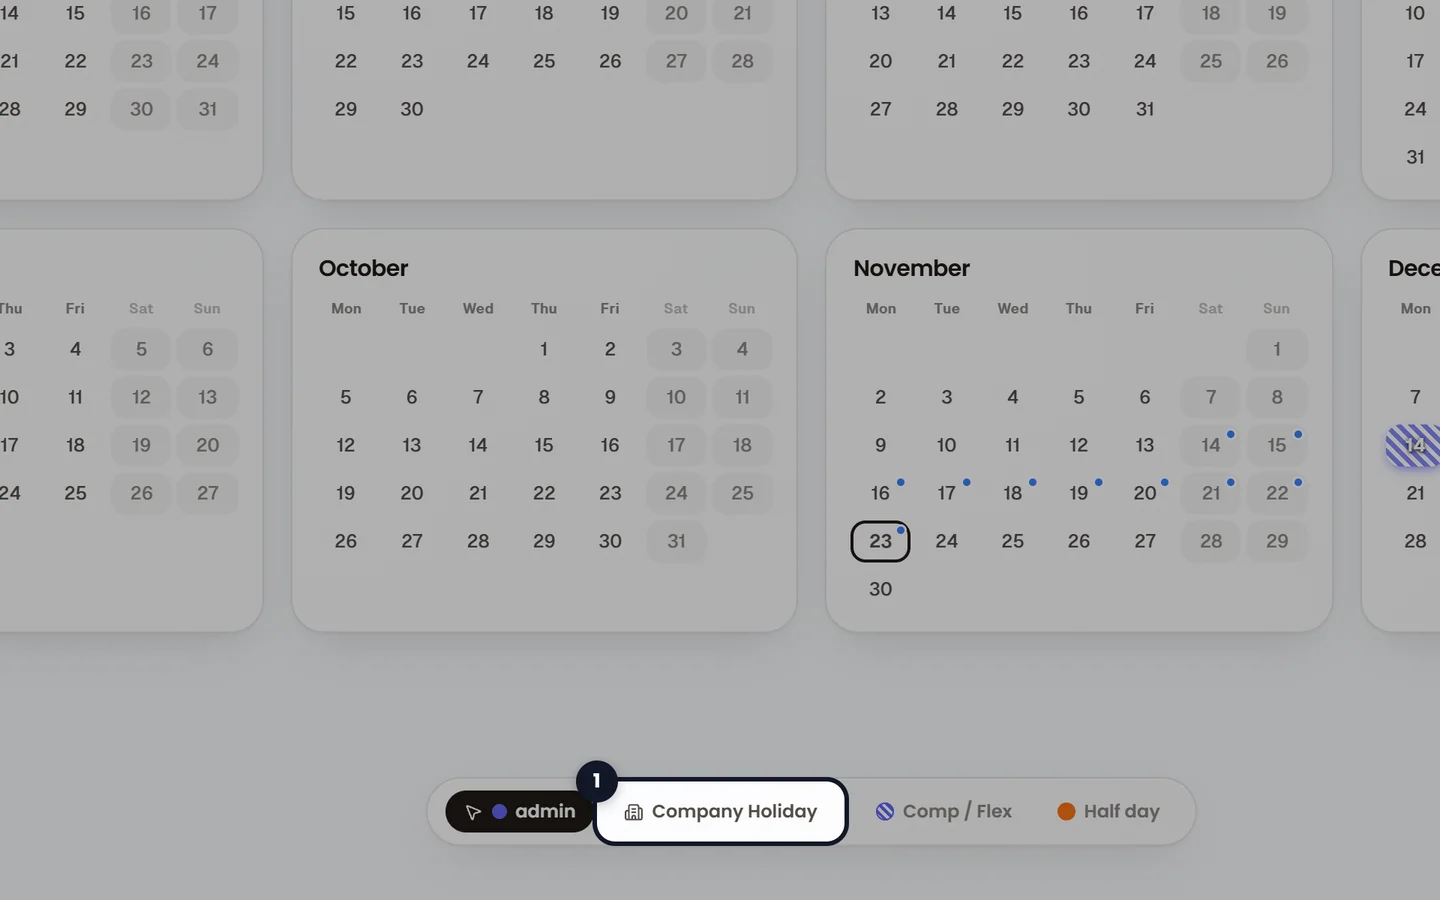 14 15 16 17
21 22 23 24
28 29 30 31
15 16 17 18 19 20 21
22 23 24 25 26 27 28
29 30
13 14 15 16 17 18 19
20 21 22 23 24 25 26
27 28 29 30 31
10
17
24
31
Thu Fri Sat Sun
3 4 5 6
10 11 12 13
17 18 19 20
24 25 26 27
October
Mon Tue Wed Thu Fri Sat Sun
1 2 3 4
5 6 7 8 9 10 11
12 13 14 15 16 17 18
19 20 21 22 23 24 25
26 27 28 29 30 31
November
Mon Tue Wed Thu Fri Sat Sun
1
2 3 4 5 6 7 8
9 10 11 12 13 14 15
16 17 18 19 20 21 22
23 24 25 26 27 28 29
30
Dece
Mon
7
14
21
28
1
admin Company Holiday Comp / Flex Half day